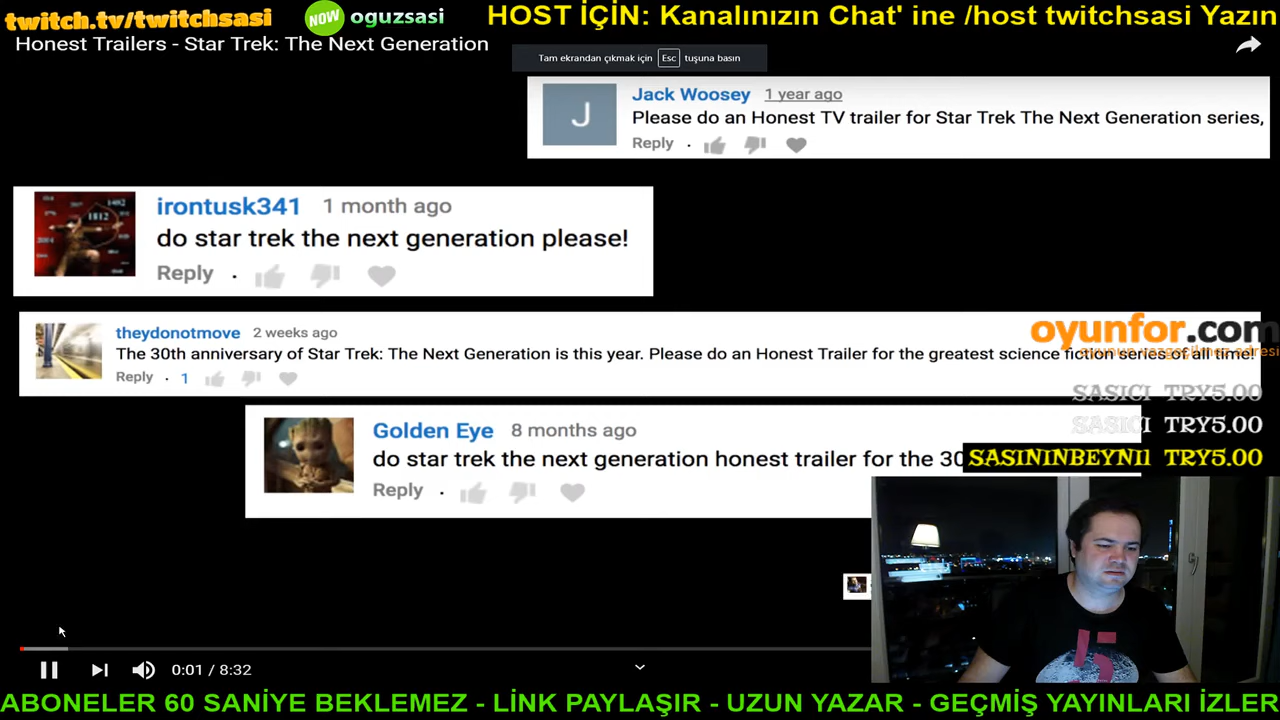 twitch.tv/twitchsasi
NOW oguzsasi
HOST İÇİN: Kanalınızın Chat' ine /host twitchsasi Yazın
Honest Trailers - Star Trek: The Next Generation
Tam ekrandan çıkmak için Esc tuşuna basın
J
Jack Woosey 1 year ago
Please do an Honest TV trailer for Star Trek The Next Generation series,
Reply
1492
1812
irontusk341 1 month ago
do star trek the next generation please!
Reply
theydonotmove 2 weeks ago
The 30th anniversary of Star Trek: The Next Generation is this year. Please do an Honest Trailer for the greatest science fiction series of all time!
Reply 1
oyunfor.com
oyunun vazgeçilmez adresi
SASICI TRY5.00
SASICI TRY5.00
SASININBEYNI1 TRY5.00
Golden Eye 8 months ago
do star trek the next generation honest trailer for the 30
Reply
0:01 / 8:32
ABONELER 60 SANİYE BEKLEMEZ - LİNK PAYLAŞIR - UZUN YAZAR - GEÇMİŞ YAYINLARI İZLER